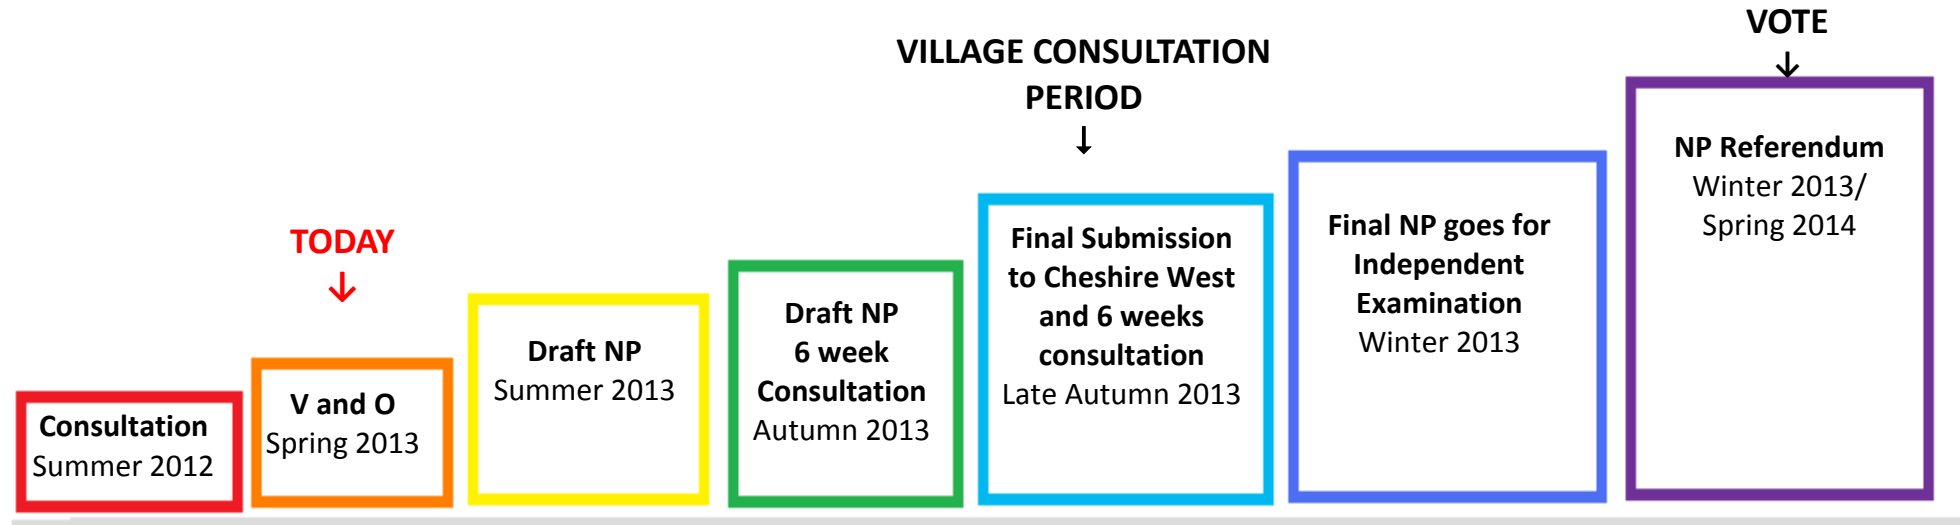 Consultation
Summer 2012
TODAY
↓
V and O
Spring 2013
Draft NP
Summer 2013
Draft NP
6 week
Consultation
Autumn 2013
VILLAGE CONSULTATION
PERIOD
↓
Final Submission
to Cheshire West
and 6 weeks
consultation
Late Autumn 2013
Final NP goes for
Independent
Examination
Winter 2013
VOTE
↓
NP Referendum
Winter 2013/
Spring 2014